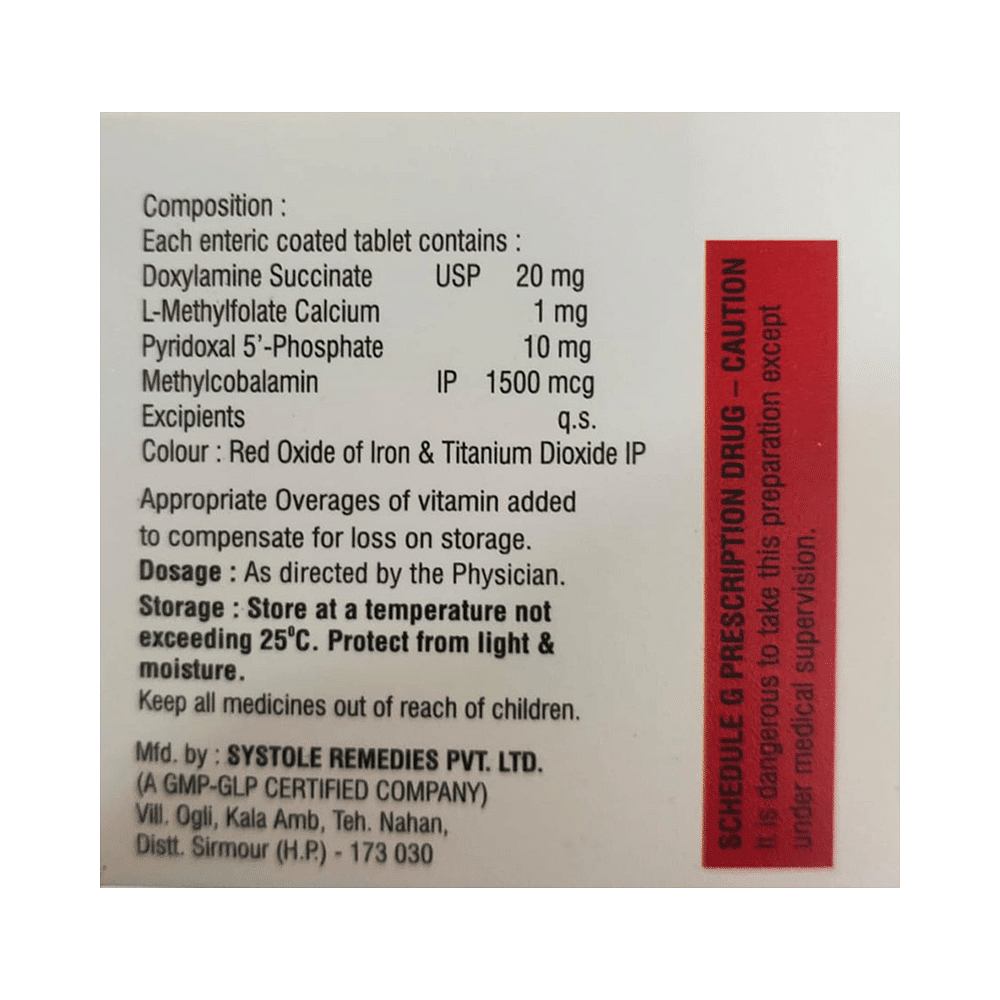 Composition :
Each enteric coated tablet contains :
Doxylamine Succinate USP 20 mg
L-Methylfolate Calcium 1 mg
Pyridoxal 5'-Phosphate 10 mg
Methylcobalamin IP 1500 mcg
Excipients q.s.
Colour : Red Oxide of Iron & Titanium Dioxide IP
Appropriate Overages of vitamin added
to compensate for loss on storage.
Dosage : As directed by the Physician.
Storage : Store at a temperature not
exceeding 25⁰C. Protect from light &
moisture.
Keep all medicines out of reach of children.
Mfd. by : SYSTOLE REMEDIES PVT. LTD.
(A GMP-GLP CERTIFIED COMPANY)
Vill. Ogli, Kala Amb, Teh. Nahan,
Distt. Sirmour (H.P.) - 173 030
SCHEDULE G PRESCRIPTION DRUG – CAUTION
It is dangerous to take this preparation except
under medical supervision.